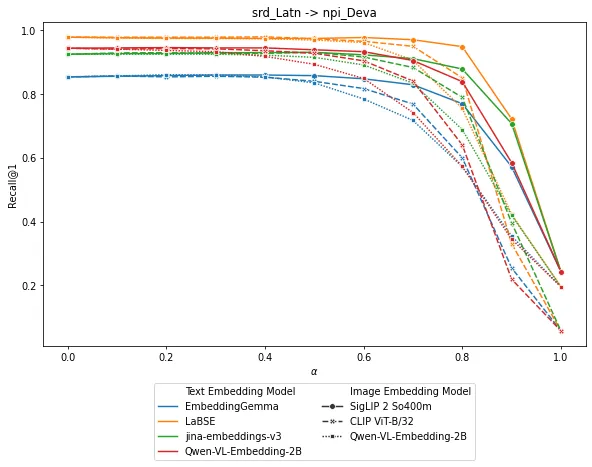 srd_Latn -> npi_Deva
Recall@1
1.0
0.8
0.6
0.4
0.2
0.0 0.2 0.4 0.6 0.8 1.0
α
Text Embedding Model Image Embedding Model
EmbeddingGemma SigLIP 2 So400m
LaBSE CLIP ViT-B/32
jina-embeddings-v3 Qwen-VL-Embedding-2B
Qwen-VL-Embedding-2B